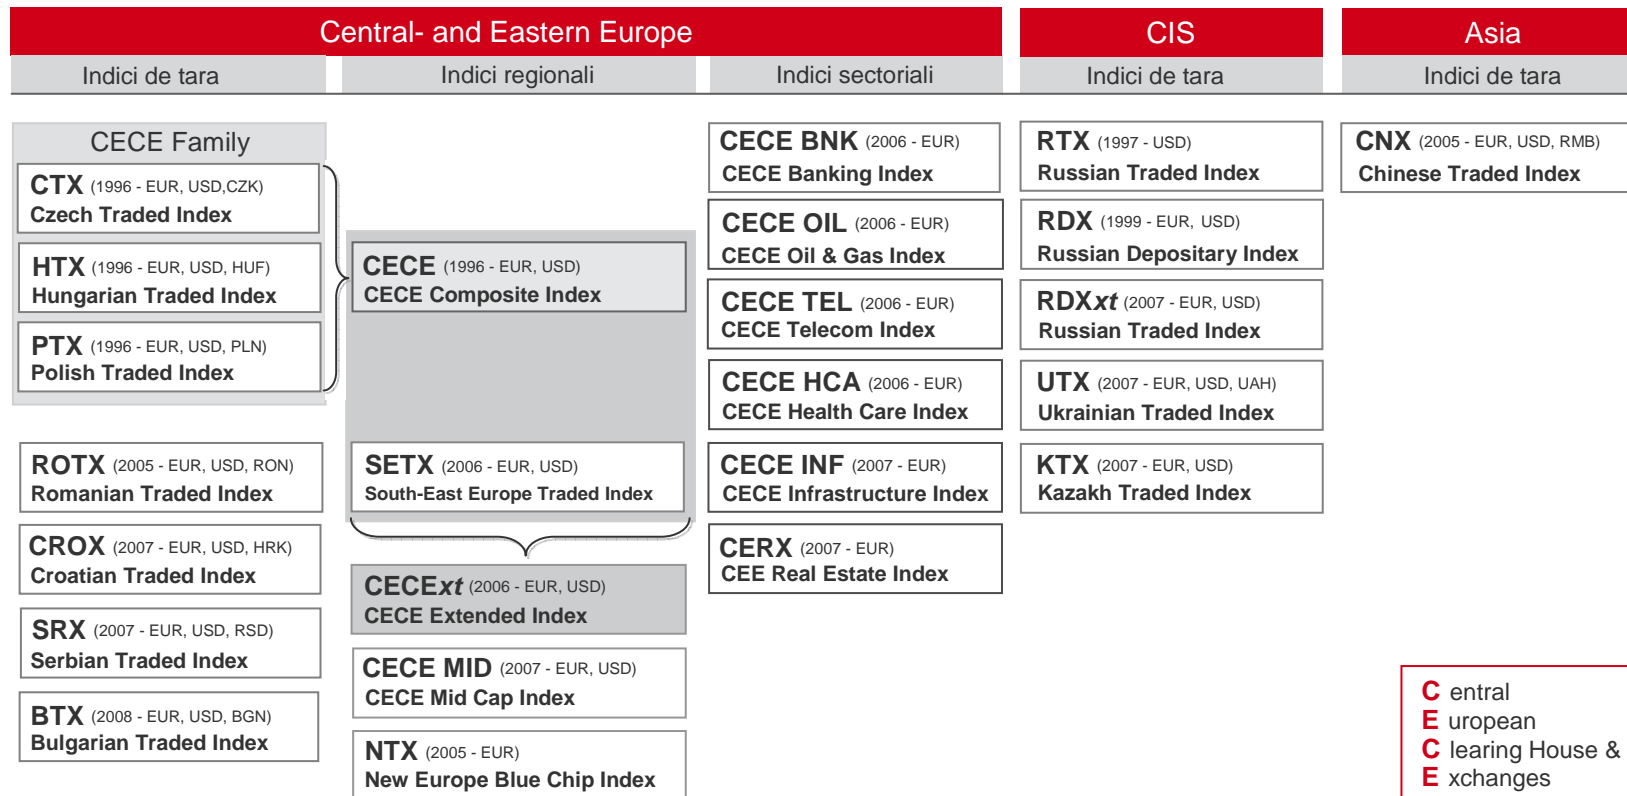 Central- and Eastern Europe
CIS
Asia
Indici de tara
Indici regionali
Indici sectoriali
Indici de tara
Indici de tara
CECE Family
CTX (1996 - EUR, USD,CZK)
Czech Traded Index
HTX (1996 - EUR, USD, HUF)
Hungarian Traded Index
PTX (1996 - EUR, USD, PLN)
Polish Traded Index
ROTX (2005 - EUR, USD, RON)
Romanian Traded Index
CROX (2007 - EUR, USD, HRK)
Croatian Traded Index
SRX (2007 - EUR, USD, RSD)
Serbian Traded Index
BTX (2008 - EUR, USD, BGN)
Bulgarian Traded Index
CECE (1996 - EUR, USD)
CECE Composite Index
SETX (2006 - EUR, USD)
South-East Europe Traded Index
CECExt (2006 - EUR, USD)
CECE Extended Index
CECE MID (2007 - EUR, USD)
CECE Mid Cap Index
NTX (2005 - EUR)
New Europe Blue Chip Index
CECE BNK (2006 - EUR)
CECE Banking Index
CECE OIL (2006 - EUR)
CECE Oil & Gas Index
CECE TEL (2006 - EUR)
CECE Telecom Index
CECE HCA (2006 - EUR)
CECE Health Care Index
CECE INF (2007 - EUR)
CECE Infrastructure Index
CERX (2007 - EUR)
CEE Real Estate Index
RTX (1997 - USD)
Russian Traded Index
RDX (1999 - EUR, USD)
Russian Depositary Index
RDXxt (2007 - EUR, USD)
Russian Traded Index
UTX (2007 - EUR, USD, UAH)
Ukrainian Traded Index
KTX (2007 - EUR, USD)
Kazakh Traded Index
CNX (2005 - EUR, USD, RMB)
Chinese Traded Index
C entral
E uropean
C learing House &
E xchanges